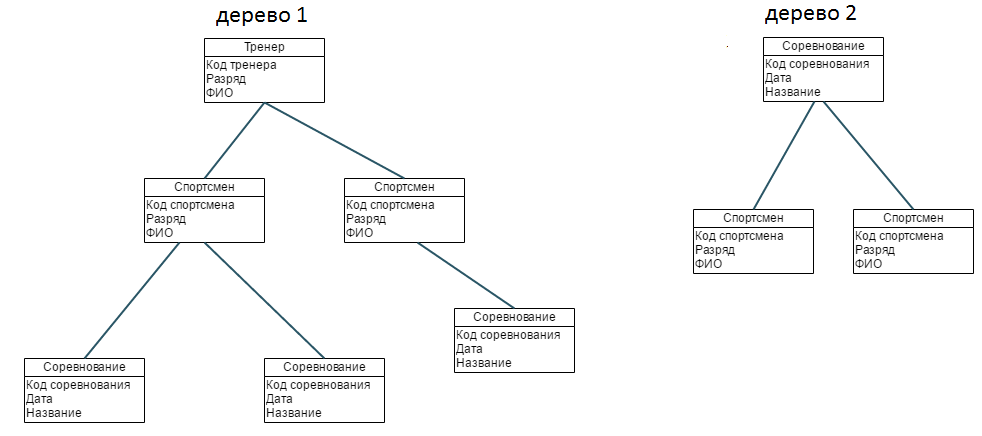 дерево 1
Тренер
Код тренера
Разряд
ФИО
Спортсмен
Код спортсмена
Разряд
ФИО
Спортсмен
Код спортсмена
Разряд
ФИО
Соревнование
Код соревнования
Дата
Название
Соревнование
Код соревнования
Дата
Название
Соревнование
Код соревнования
Дата
Название
дерево 2
Соревнование
Код соревнования
Дата
Название
Спортсмен
Код спортсмена
Разряд
ФИО
Спортсмен
Код спортсмена
Разряд
ФИО